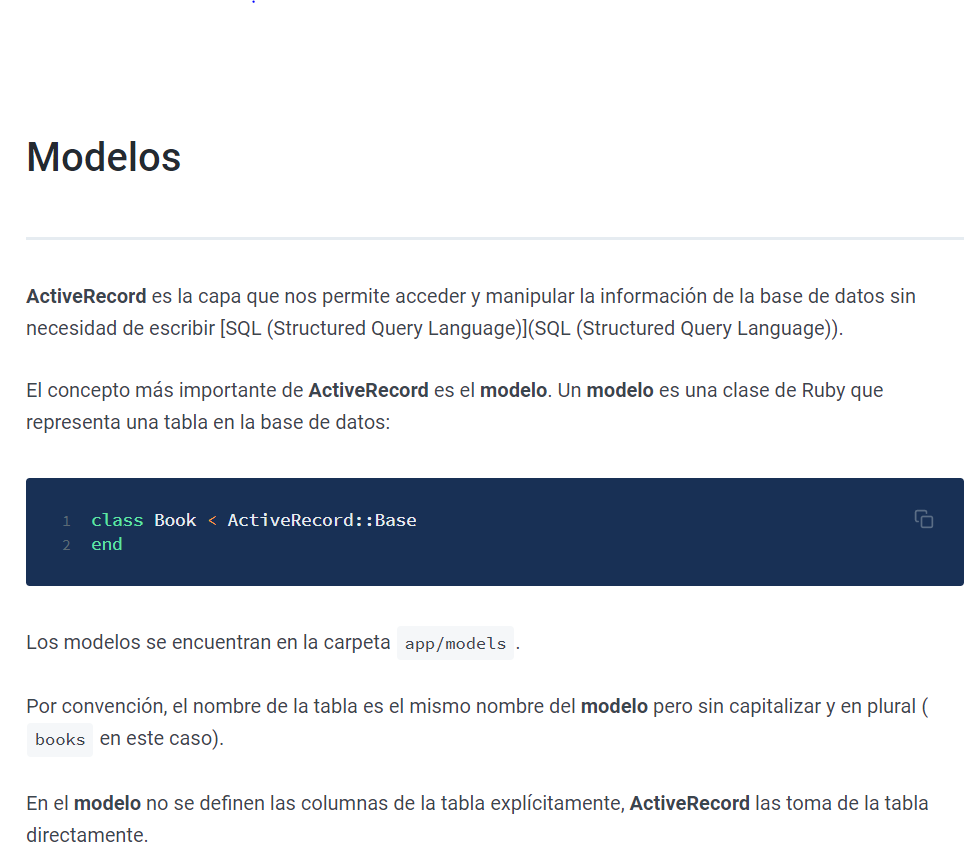 Modelos
ActiveRecord es la capa que nos permite acceder y manipular la información de la base de datos sin
necesidad de escribir [SQL (Structured Query Language)](SQL (Structured Query Language)).
El concepto más importante de ActiveRecord es el modelo. Un modelo es una clase de Ruby que
representa una tabla en la base de datos:
1 class Book < ActiveRecord::Base
2 end
Los modelos se encuentran en la carpeta app/models .
Por convención, el nombre de la tabla es el mismo nombre del modelo pero sin capitalizar y en plural (
books en este caso).
En el modelo no se definen las columnas de la tabla explícitamente, ActiveRecord las toma de la tabla
directamente.